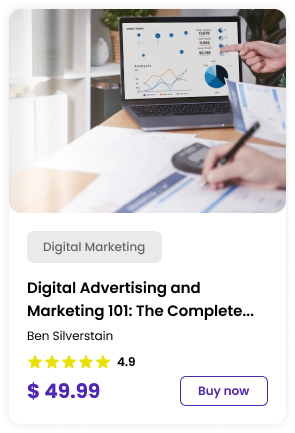 Digital Marketing
Digital Advertising and
Marketing 101: The Complete...
Ben Silverstain
4.9
$ 49.99
Buy now